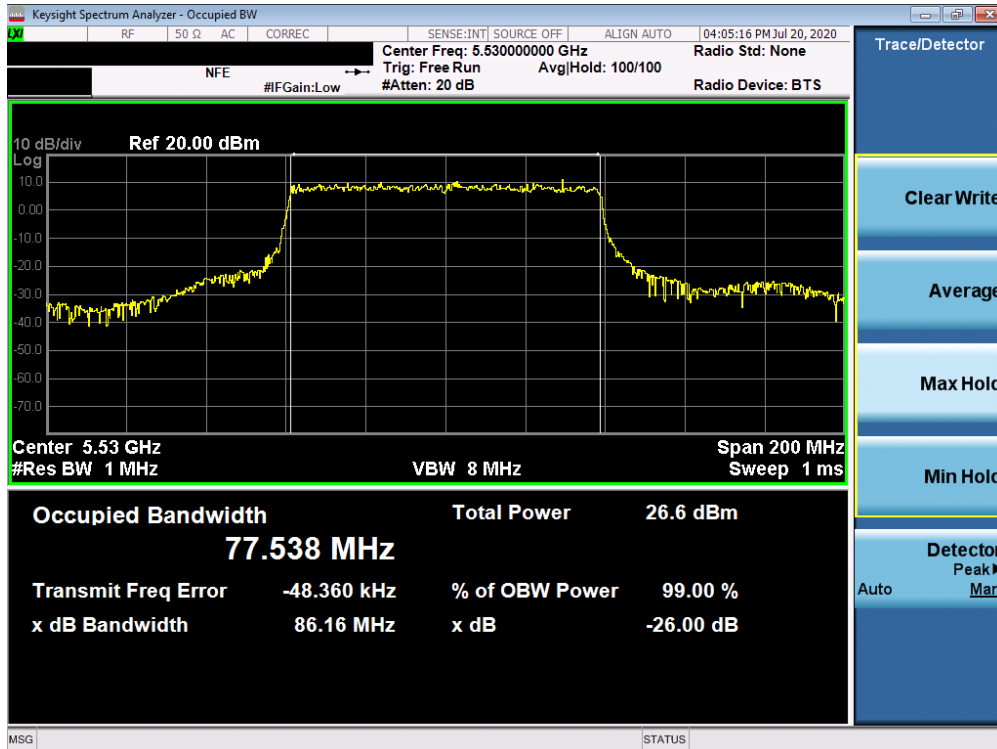 Keysight Spectrum Analyzer - Occupied BW
LXI RF 50 Ω AC CORREC SENSE:INT SOURCE OFF ALIGN AUTO 04:05:16 PM Jul 20, 2020
Center Freq: 5.530000000 GHz Radio Std: None
NFE Trig: Free Run Avg|Hold: 100/100
#IFGain:Low #Atten: 20 dB Radio Device: BTS
Trace/Detector
10 dB/div Ref 20.00 dBm
Log
10.0
0.00
-10.0
-20.0
-30.0
-40.0
-50.0
-60.0
-70.0
Center 5.53 GHz Span 200 MHz
#Res BW 1 MHz VBW 8 MHz Sweep 1 ms
Occupied Bandwidth Total Power 26.6 dBm
77.538 MHz
Transmit Freq Error -48.360 kHz % of OBW Power 99.00 %
x dB Bandwidth 86.16 MHz x dB -26.00 dB
Clear Write
Average
Max Hold
Min Hold
Detector
Peak
Auto Man
MSG STATUS